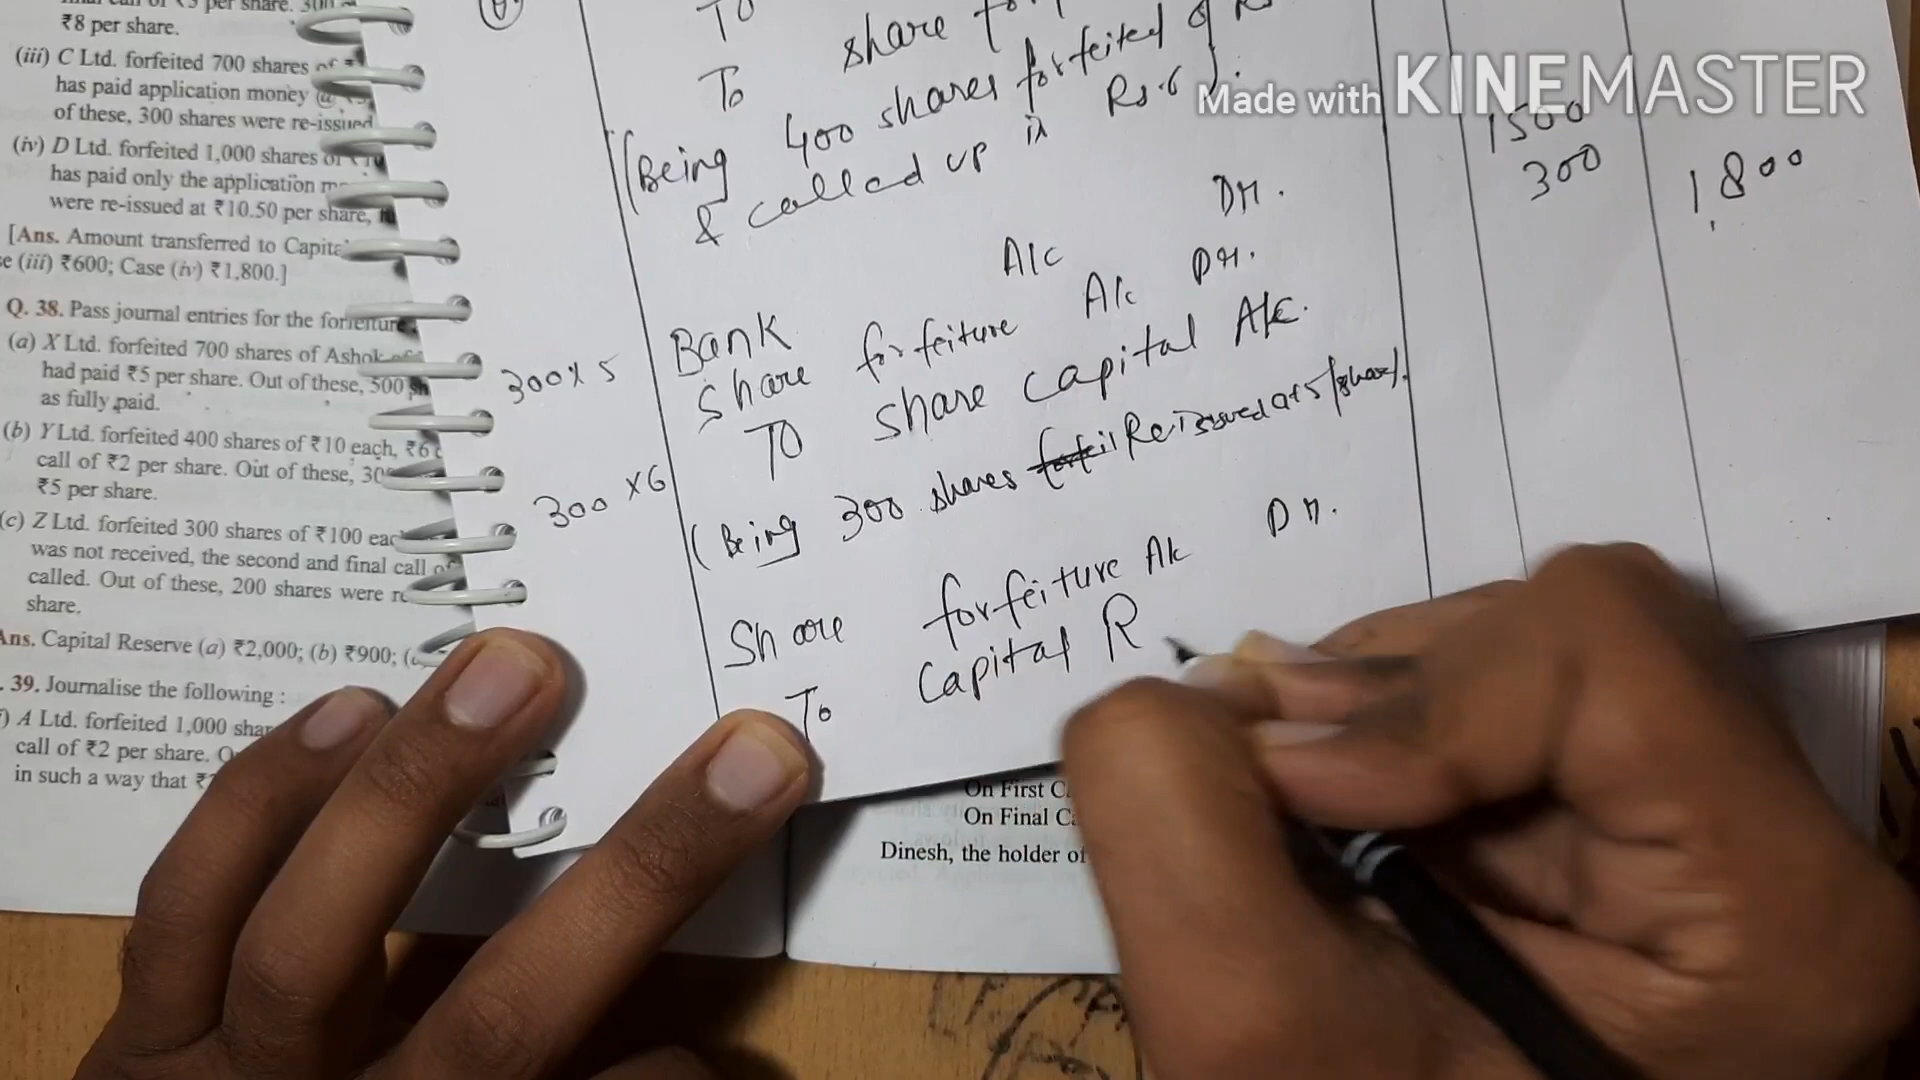 ₹8 per share.
(iii) C Ltd. forfeited 700 shares of
has paid application money @
of these, 300 shares were re-issued
(iv) D Ltd. forfeited 1,000 shares of ₹10
has paid only the application
were re-issued at ₹10.50 per share,
[Ans. Amount transferred to Capital
(iii) ₹600; Case (iv) ₹1,800.]
Q. 38. Pass journal entries for the forfeiture
(a) X Ltd. forfeited 700 shares of Ashok
had paid ₹5 per share. Out of these, 500
as fully paid.
(b) Y Ltd. forfeited 400 shares of ₹10 each, ₹6
call of ₹2 per share. Out of these,
₹5 per share.
(c) Z Ltd. forfeited 300 shares of ₹100
was not received, the second and final call
called. Out of these, 200 shares were
share.
Ans. Capital Reserve (a) ₹2,000; (b) ₹900;
39. Journalise the following :
A Ltd. forfeited 1,000
call of ₹2 per share.
in such a way that
To
share
To
(Being 400 shares forfeited of
& called up is Rs.6).
Bank A/c Dr.
300×5
share forfeiture A/c Dr.
To share capital A/c.
300×6
(Being 300 shares Re-issued at 5/share).
Share forfeiture A/c Dr.
To Capital R
1500
300
1,800
Made with KINEMASTER
On First
On Final
Dinesh, the holder of